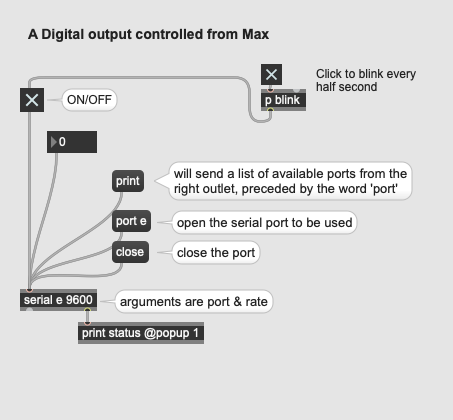 A Digital output controlled from Max
Click to blink every
half second
p blink
ON/OFF
0
print
will send a list of available ports from the
right outlet, preceded by the word 'port'
port e
open the serial port to be used
close
close the port
serial e 9600
arguments are port & rate
print status @popup 1